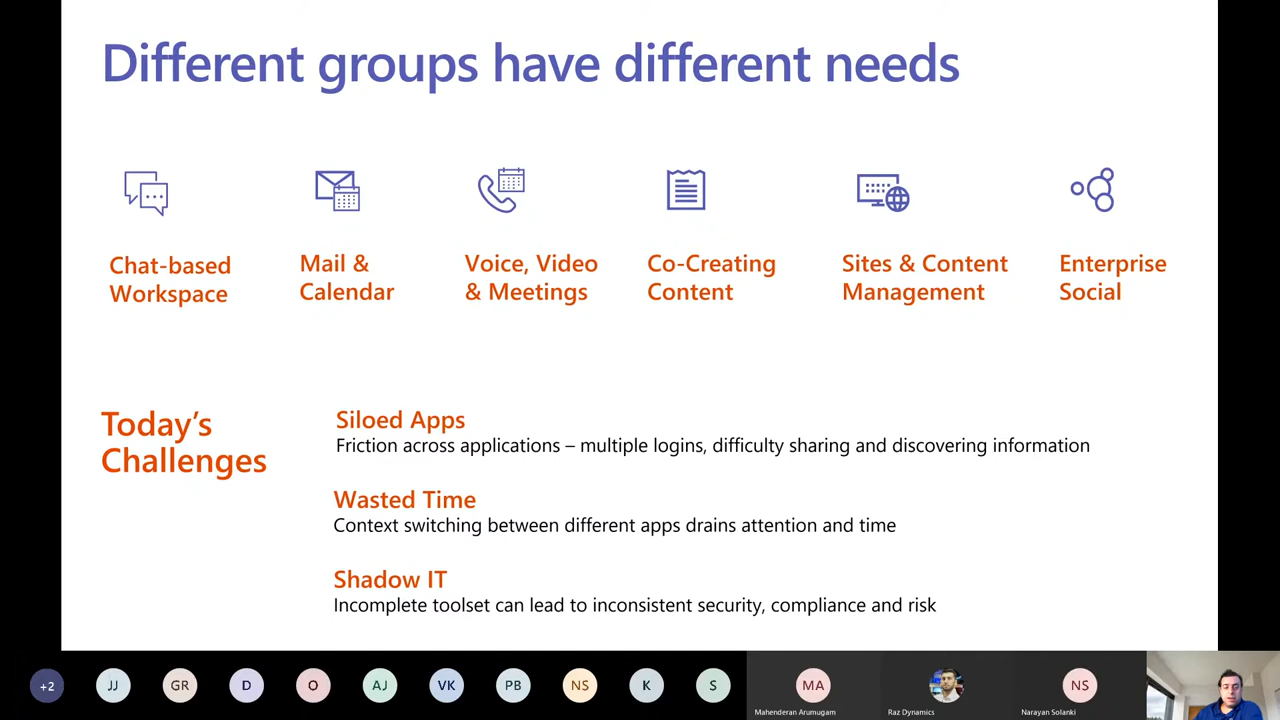 Different groups have different needs
Chat-based
Workspace
Mail &
Calendar
Voice, Video
& Meetings
Co-Creating
Content
Sites & Content
Management
Enterprise
Social
Today's
Challenges
Siloed Apps
Friction across applications – multiple logins, difficulty sharing and discovering information
Wasted Time
Context switching between different apps drains attention and time
Shadow IT
Incomplete toolset can lead to inconsistent security, compliance and risk
+2
JJ
GR
D
O
AJ
VK
PB
NS
K
S
MA
Mahenderan Arumugam
Raz Dynamics
NS
Narayan Solanki